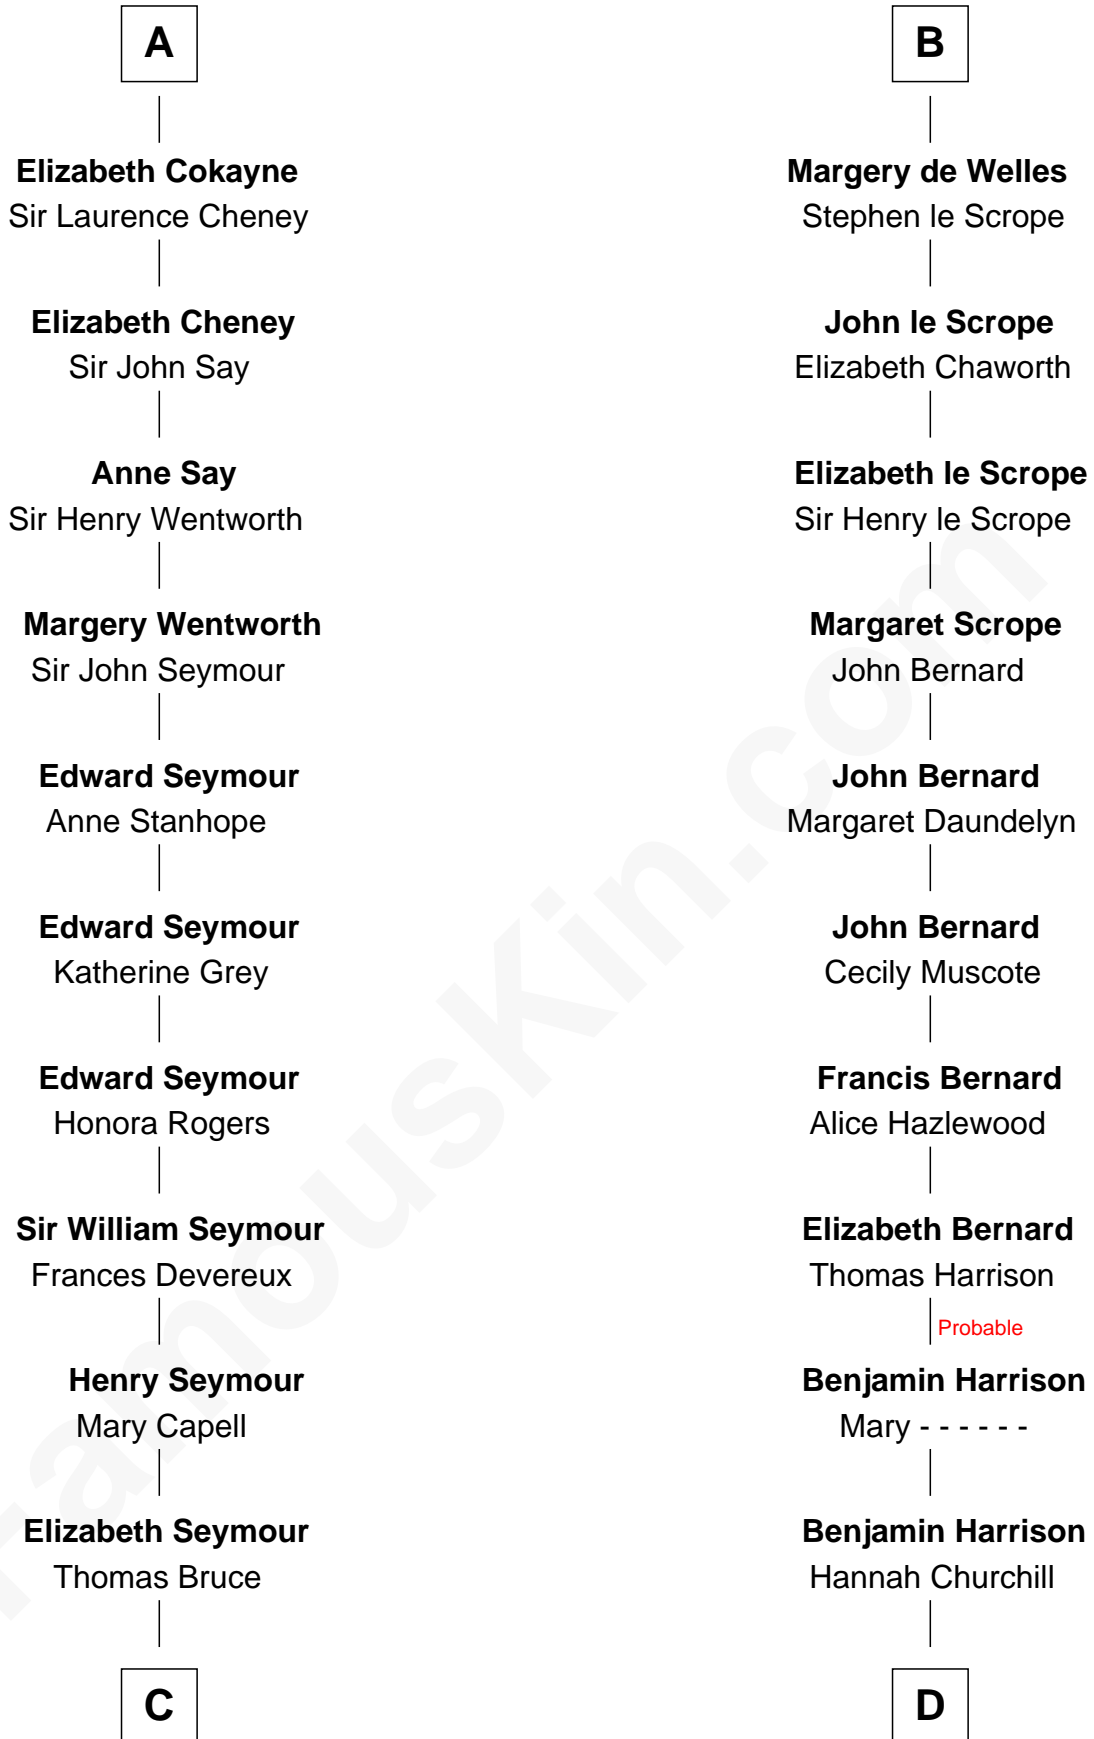 A
Elizabeth Cokayne
Sir Laurence Cheney
Elizabeth Cheney
Sir John Say
Anne Say
Sir Henry Wentworth
Margery Wentworth
Sir John Seymour
Edward Seymour
Anne Stanhope
Edward Seymour
Katherine Grey
Edward Seymour
Honora Rogers
Sir William Seymour
Frances Devereux
Henry Seymour
Mary Capell
Elizabeth Seymour
Thomas Bruce
C
B
Margery de Welles
Stephen le Scrope
John le Scrope
Elizabeth Chaworth
Elizabeth le Scrope
Sir Henry le Scrope
Margaret Scrope
John Bernard
John Bernard
Margaret Daundelyn
John Bernard
Cecily Muscote
Francis Bernard
Alice Hazlewood
Elizabeth Bernard
Thomas Harrison
Probable
Benjamin Harrison
Mary - - - - - -
Benjamin Harrison
Hannah Churchill
D
FamousKin.com